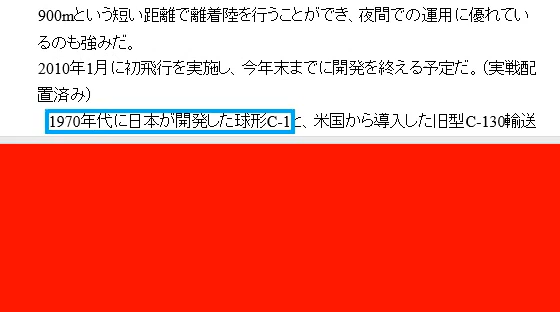 900mという短い距離で離着陸を行うことができ、夜間での運用に優れてい
るのも強みだ。
2010年1月に初飛行を実施し、今年末までに開発を終える予定だ。（実戦配
置済み）
1970年代に日本が開発した球形C-1と、米国から導入した旧型C-130輸送